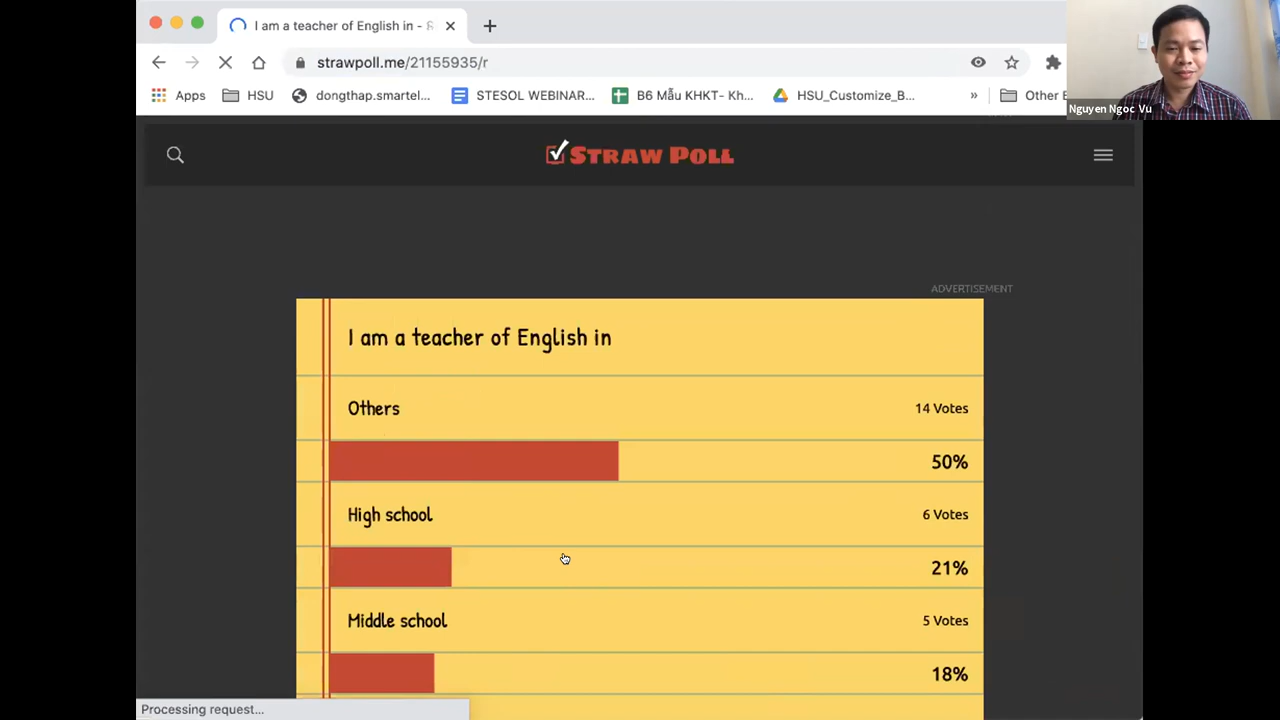 I am a teacher of English in - R
strawpoll.me/21155935/r
Apps
HSU
dongthap.smartel...
STESOL WEBINAR...
B6 Mẫu KHKT- Kh...
HSU_Customize_B...
»
Other
Nguyen Ngoc Vu
STRAW POLL
ADVERTISEMENT
I am a teacher of English in
Others 14 Votes
50%
High school 6 Votes
21%
Middle school 5 Votes
18%
Processing request...